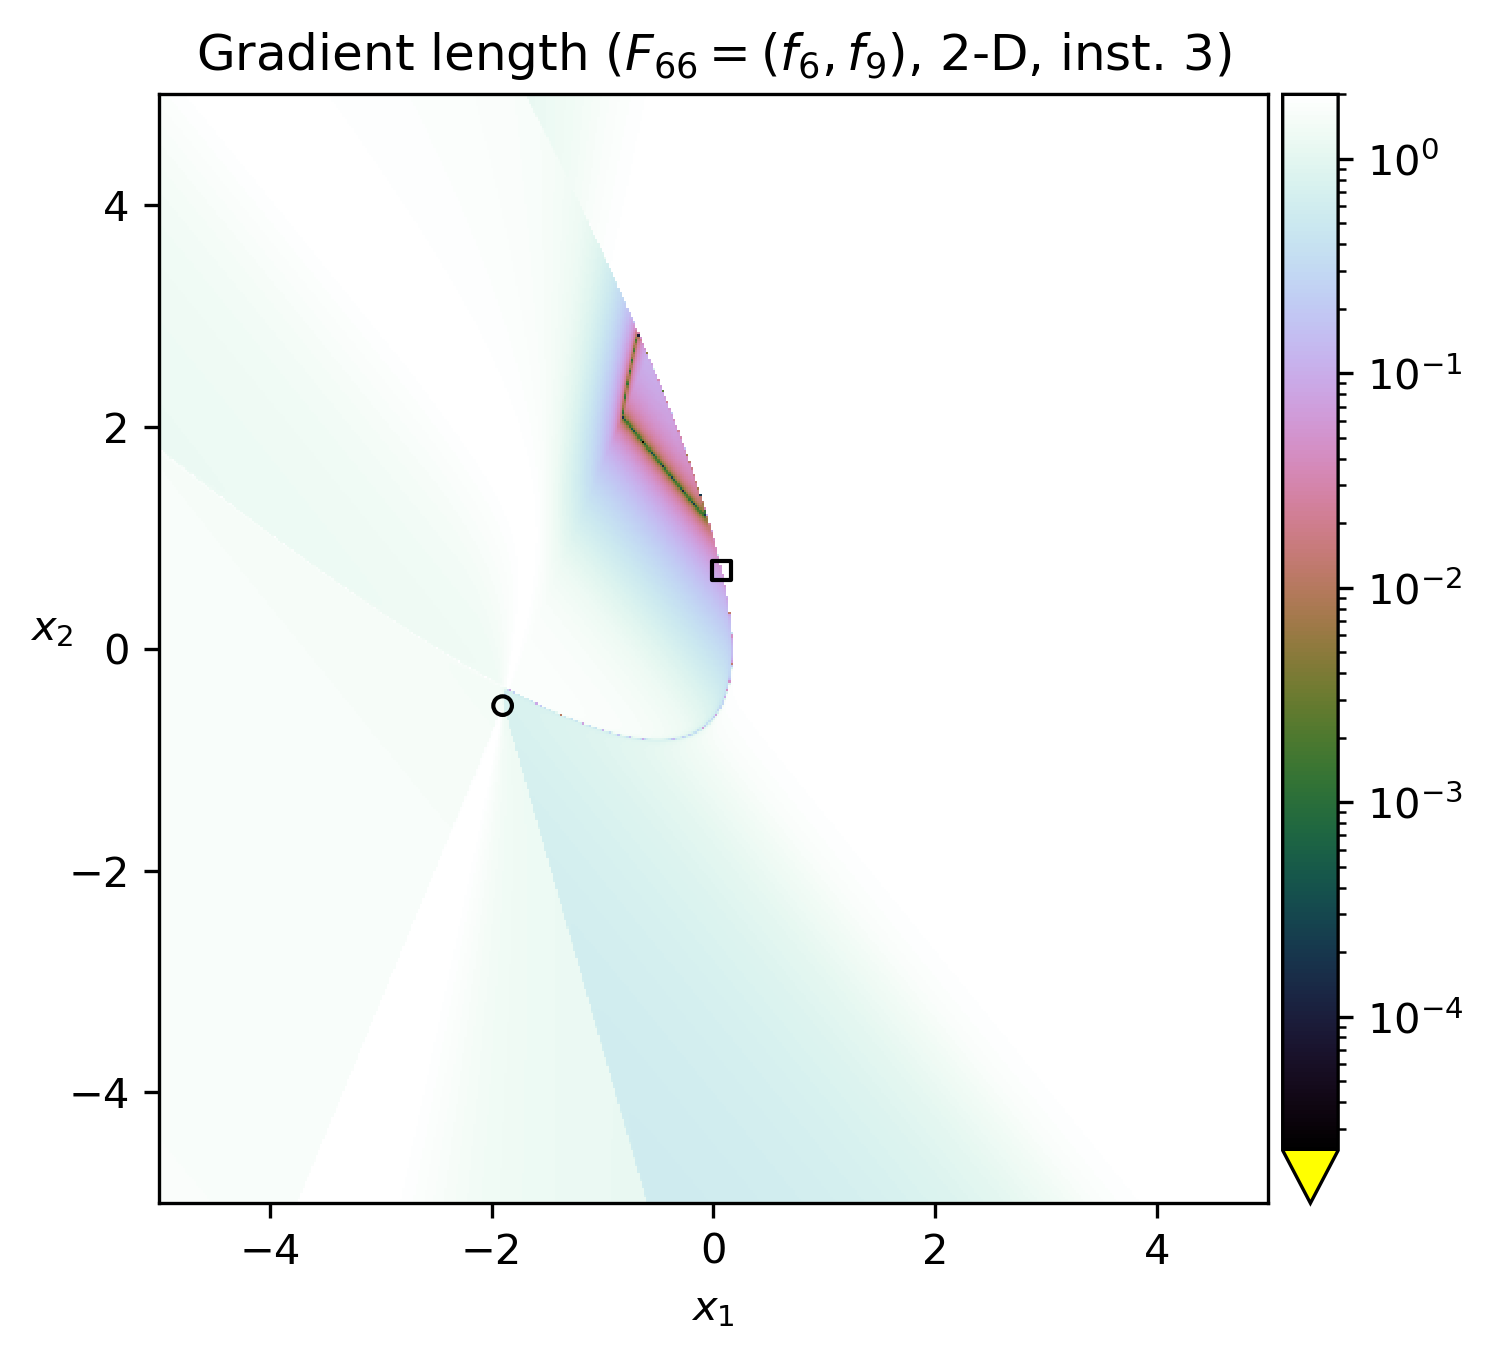 Gradient length (F₆₆ = (f₆, f₉), 2-D, inst. 3)
10⁰
10⁻¹
10⁻²
10⁻³
10⁻⁴
4
2
0
−2
−4
x₂
−4 −2 0 2 4
x₁